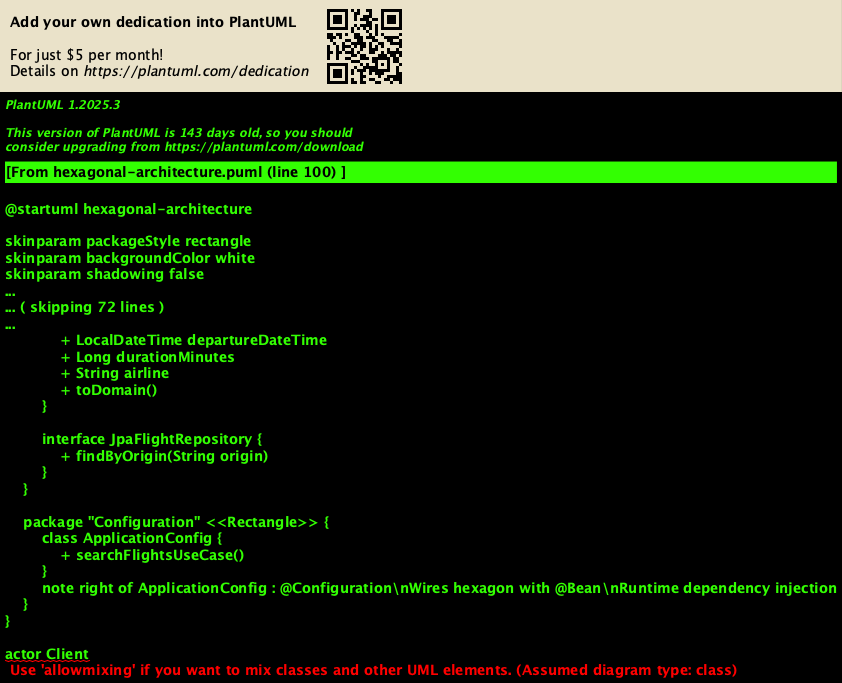 Add your own dedication into PlantUML
For just $5 per month!
Details on https://plantuml.com/dedication
PlantUML 1.2025.3
This version of PlantUML is 143 days old, so you should
consider upgrading from https://plantuml.com/download
[From hexagonal-architecture.puml (line 100) ]
@startuml hexagonal-architecture
skinparam packageStyle rectangle
skinparam backgroundColor white
skinparam shadowing false
...
... ( skipping 72 lines )
...
+ LocalDateTime departureDateTime
+ Long durationMinutes
+ String airline
+ toDomain()
}
interface JpaFlightRepository {
+ findByOrigin(String origin)
}
}
package "Configuration" <<Rectangle>> {
class ApplicationConfig {
+ searchFlightsUseCase()
}
note right of ApplicationConfig : @Configuration\nWires hexagon with @Bean\nRuntime dependency injection
}
}
actor Client
Use 'allowmixing' if you want to mix classes and other UML elements. (Assumed diagram type: class)